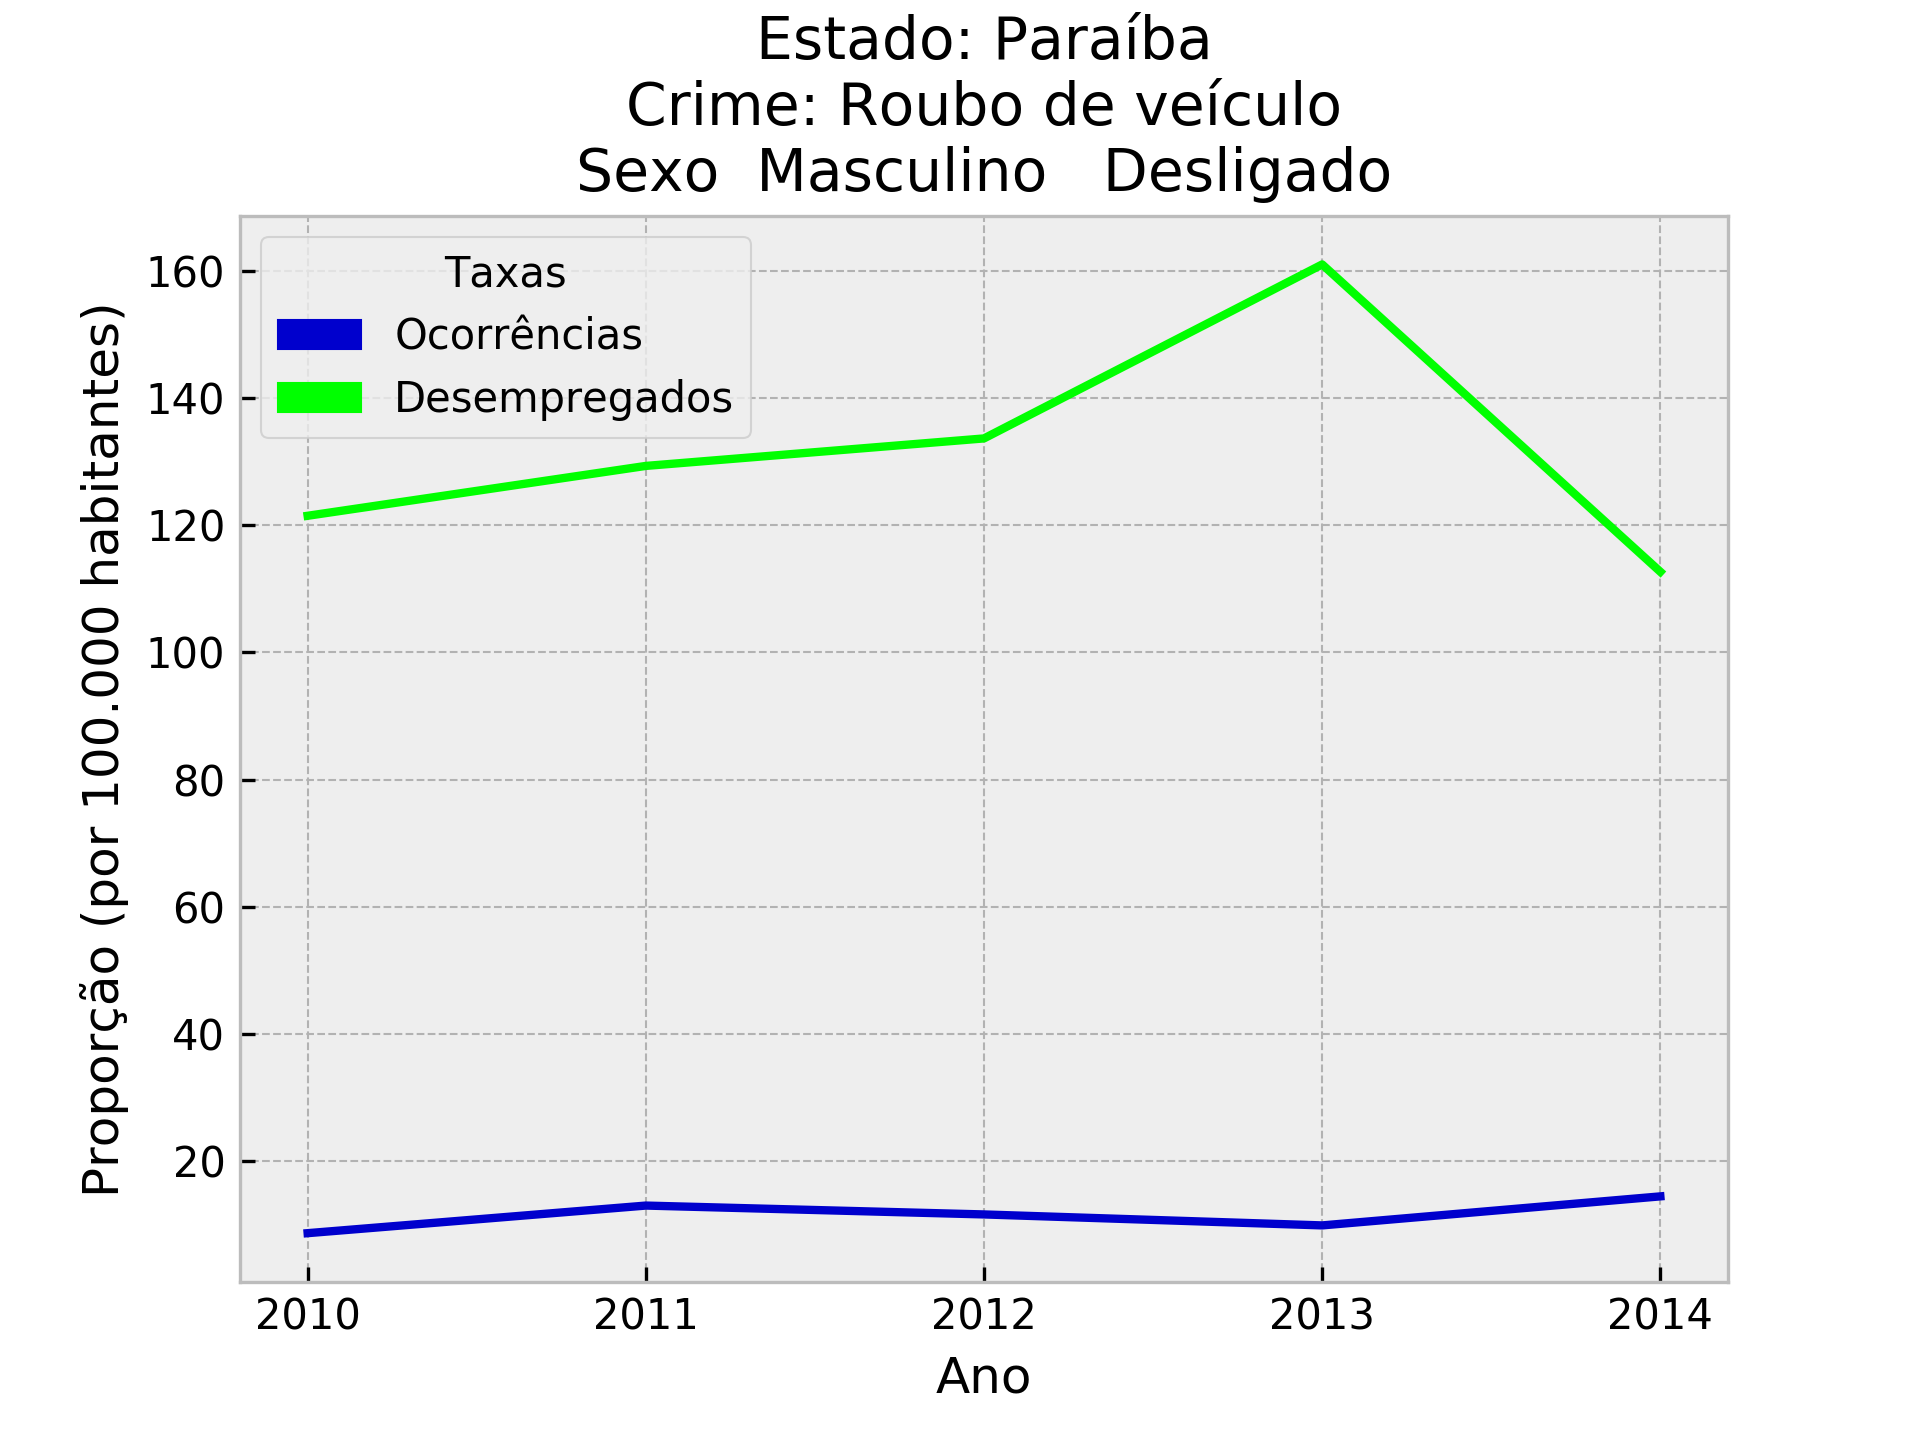 Estado: Paraíba
Crime: Roubo de veículo
Sexo  Masculino   Desligado
Taxas
Ocorrências
Desempregados
Proporção (por 100.000 habitantes)
160
140
120
100
80
60
40
20
2010 2011 2012 2013 2014
Ano